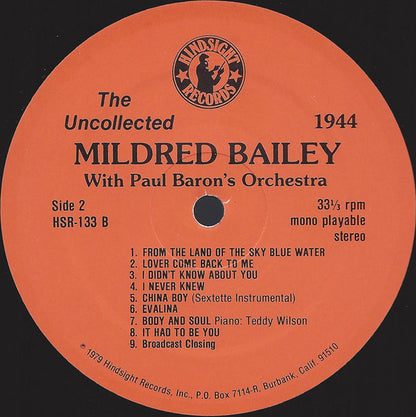 HINDSIGHT
RECORDS
The
Uncollected
1944
MILDRED BAILEY
With Paul Baron's Orchestra
Side 2
HSR-133 B
33⅓ rpm
mono playable
stereo
1. FROM THE LAND OF THE SKY BLUE WATER
2. LOVER COME BACK TO ME
3. I DIDN'T KNOW ABOUT YOU
4. I NEVER KNEW
5. CHINA BOY (Sextette Instrumental)
6. EVALINA
7. BODY AND SOUL Piano: Teddy Wilson
8. IT HAD TO BE YOU
9. Broadcast Closing
©1979 Hindsight Records, Inc., P.O. Box 7114-R, Burbank, Calif. 91510